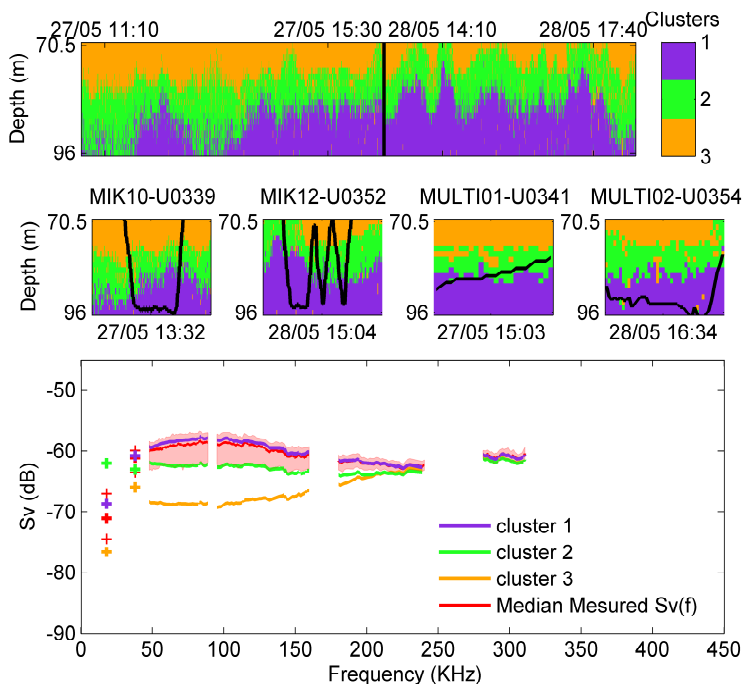 27/05 11:10 27/05 15:30 28/05 14:10 28/05 17:40 Clusters
70.5
Depth (m)
96
1
2
3
MIK10-U0339 MIK12-U0352 MULTI01-U0341 MULTI02-U0354
70.5 70.5 70.5 70.5
Depth (m)
96 96 96 96
27/05 13:32 28/05 15:04 27/05 15:03 28/05 16:34
-50
-60
-70
-80
-90
Sv (dB)
cluster 1
cluster 2
cluster 3
Median Mesured Sv(f)
0 50 100 150 200 250 300 350 400 450
Frequency (KHz)